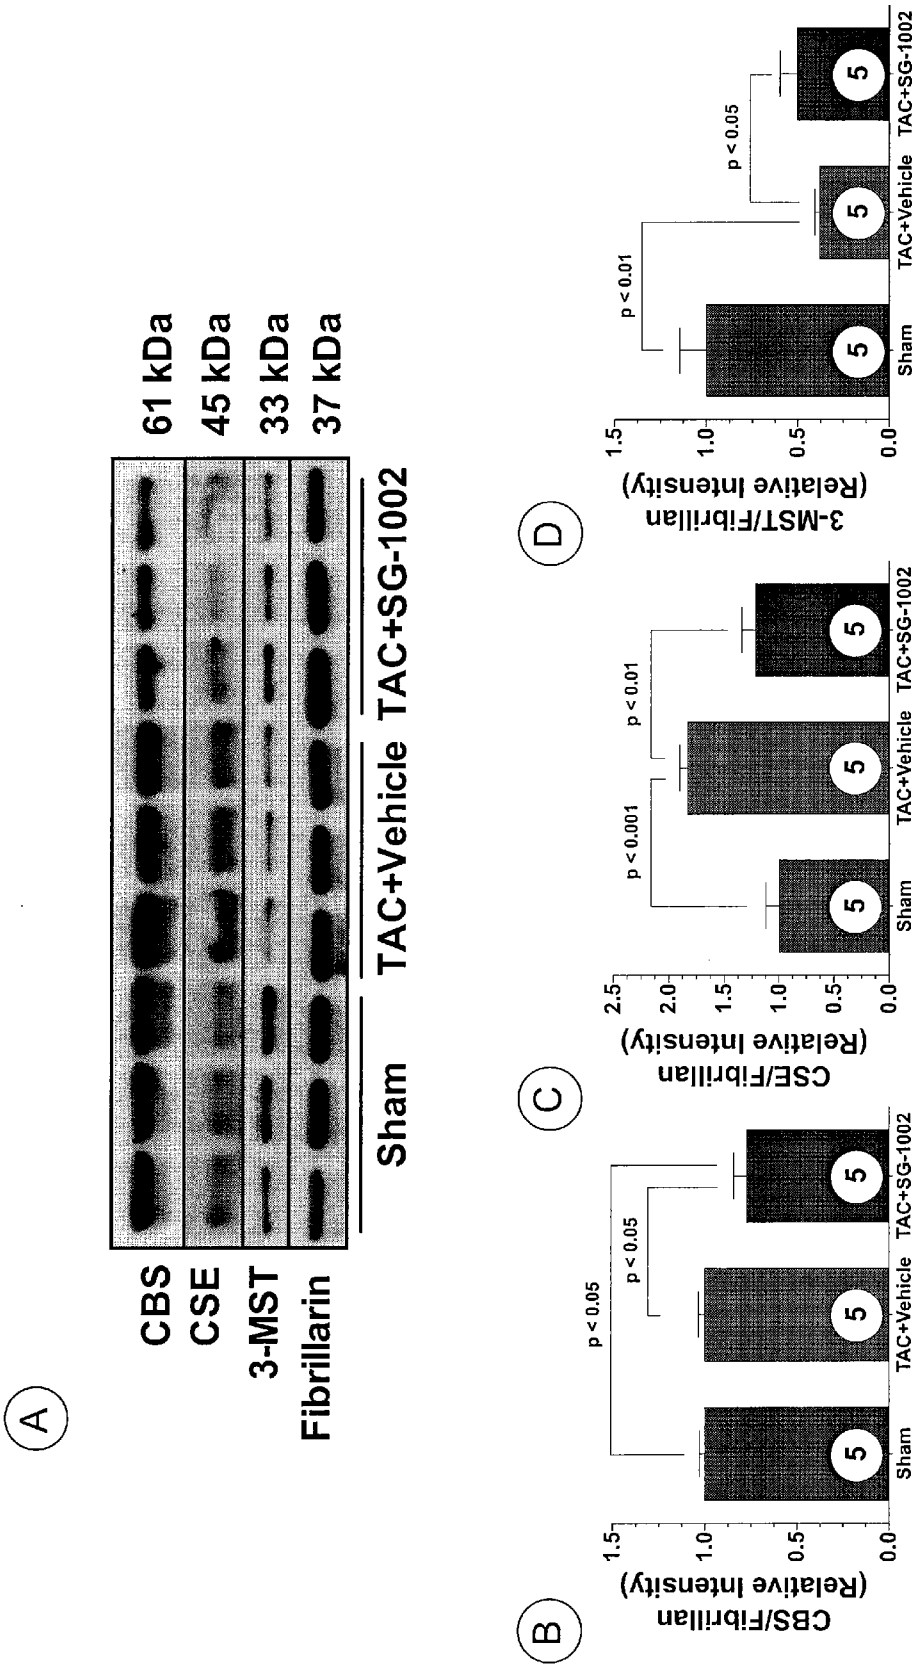 A
CBS 61 kDa
CSE 45 kDa
3-MST 33 kDa
Fibrillarin 37 kDa
Sham TAC+Vehicle TAC+SG-1002
B
CBS/Fibrillan
(Relative Intensity)
1.5
1.0
0.5
0.0
p < 0.05
p < 0.05
5 5 5
Sham TAC+Vehicle TAC+SG-1002
C
CSE/Fibrillan
(Relative Intensity)
2.5
2.0
1.5
1.0
0.5
0.0
p < 0.001
p < 0.01
5 5 5
Sham TAC+Vehicle TAC+SG-1002
D
3-MST/Fibrillan
(Relative Intensity)
1.5
1.0
0.5
0.0
p < 0.01
p < 0.05
5 5 5
Sham TAC+Vehicle TAC+SG-1002